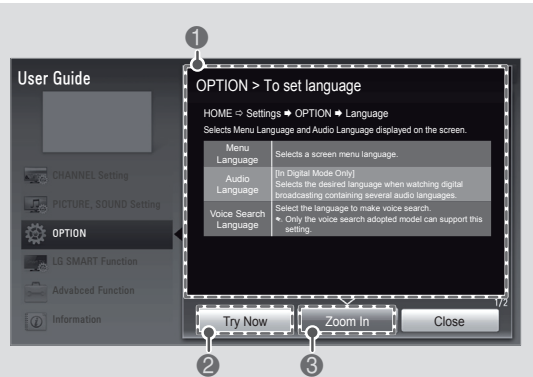 1
User Guide
OPTION > To set language
HOME ⇨ Settings ➡ OPTION ➡ Language
Selects Menu Language and Audio Language displayed on the screen.
Menu Language
Selects a screen menu language.
Audio Language
[In Digital Mode Only]
Selects the desired language when watching digital
broadcasting containing several audio languages.
Voice Search Language
Select the language to make voice search.
✎. Only the voice search adopted model can support this
setting.
CHANNEL Setting
PICTURE, SOUND Setting
OPTION
LG SMART Function
Advabced Function
Information
1/2
Try Now
Zoom In
Close
2
3